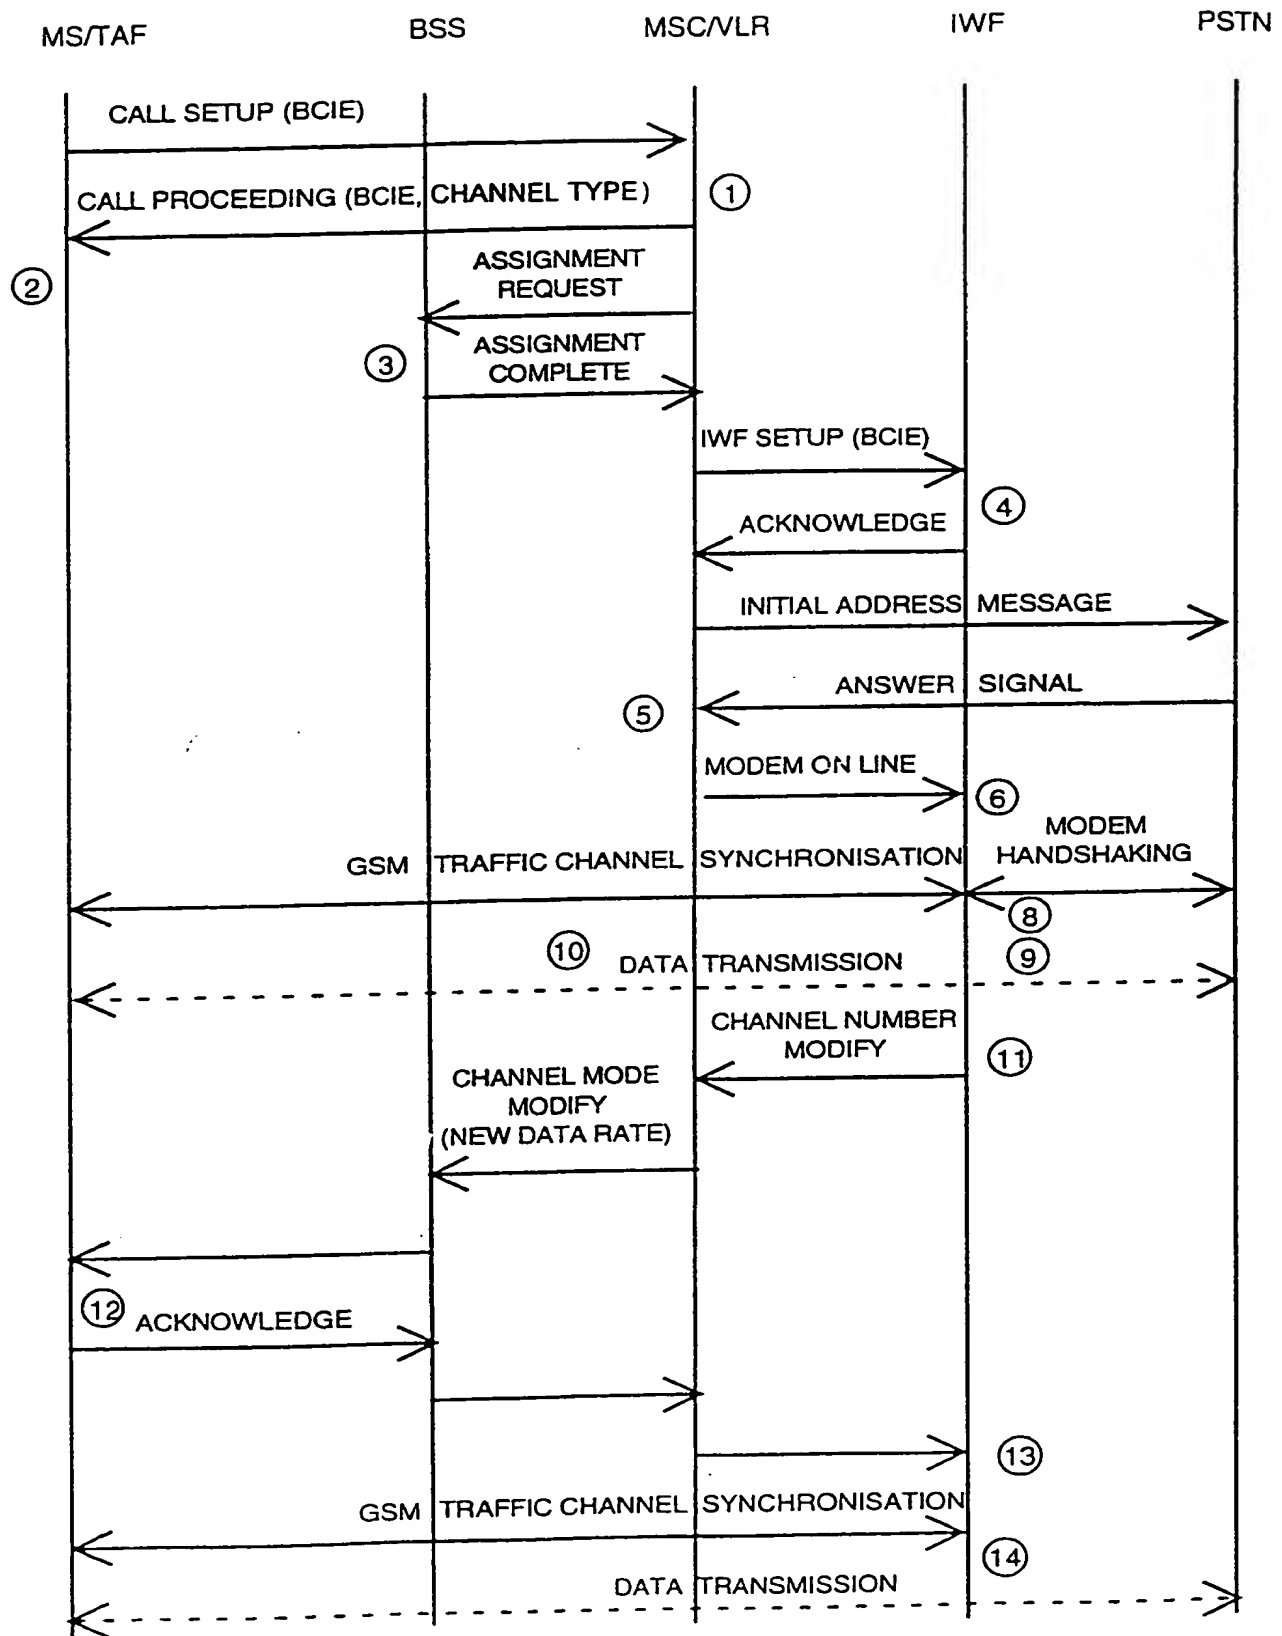 MS/TAF BSS MSC/VLR IWF PSTN
CALL SETUP (BCIE)
CALL PROCEEDING (BCIE, CHANNEL TYPE)
1
2
ASSIGNMENT
REQUEST
3
ASSIGNMENT
COMPLETE
IWF SETUP (BCIE)
4
ACKNOWLEDGE
INITIAL ADDRESS MESSAGE
ANSWER SIGNAL
5
MODEM ON LINE
6
MODEM
HANDSHAKING
GSM TRAFFIC CHANNEL SYNCHRONISATION
8
10
DATA TRANSMISSION
9
CHANNEL NUMBER
MODIFY
11
CHANNEL MODE
MODIFY
(NEW DATA RATE)
12
ACKNOWLEDGE
13
GSM TRAFFIC CHANNEL SYNCHRONISATION
14
DATA TRANSMISSION